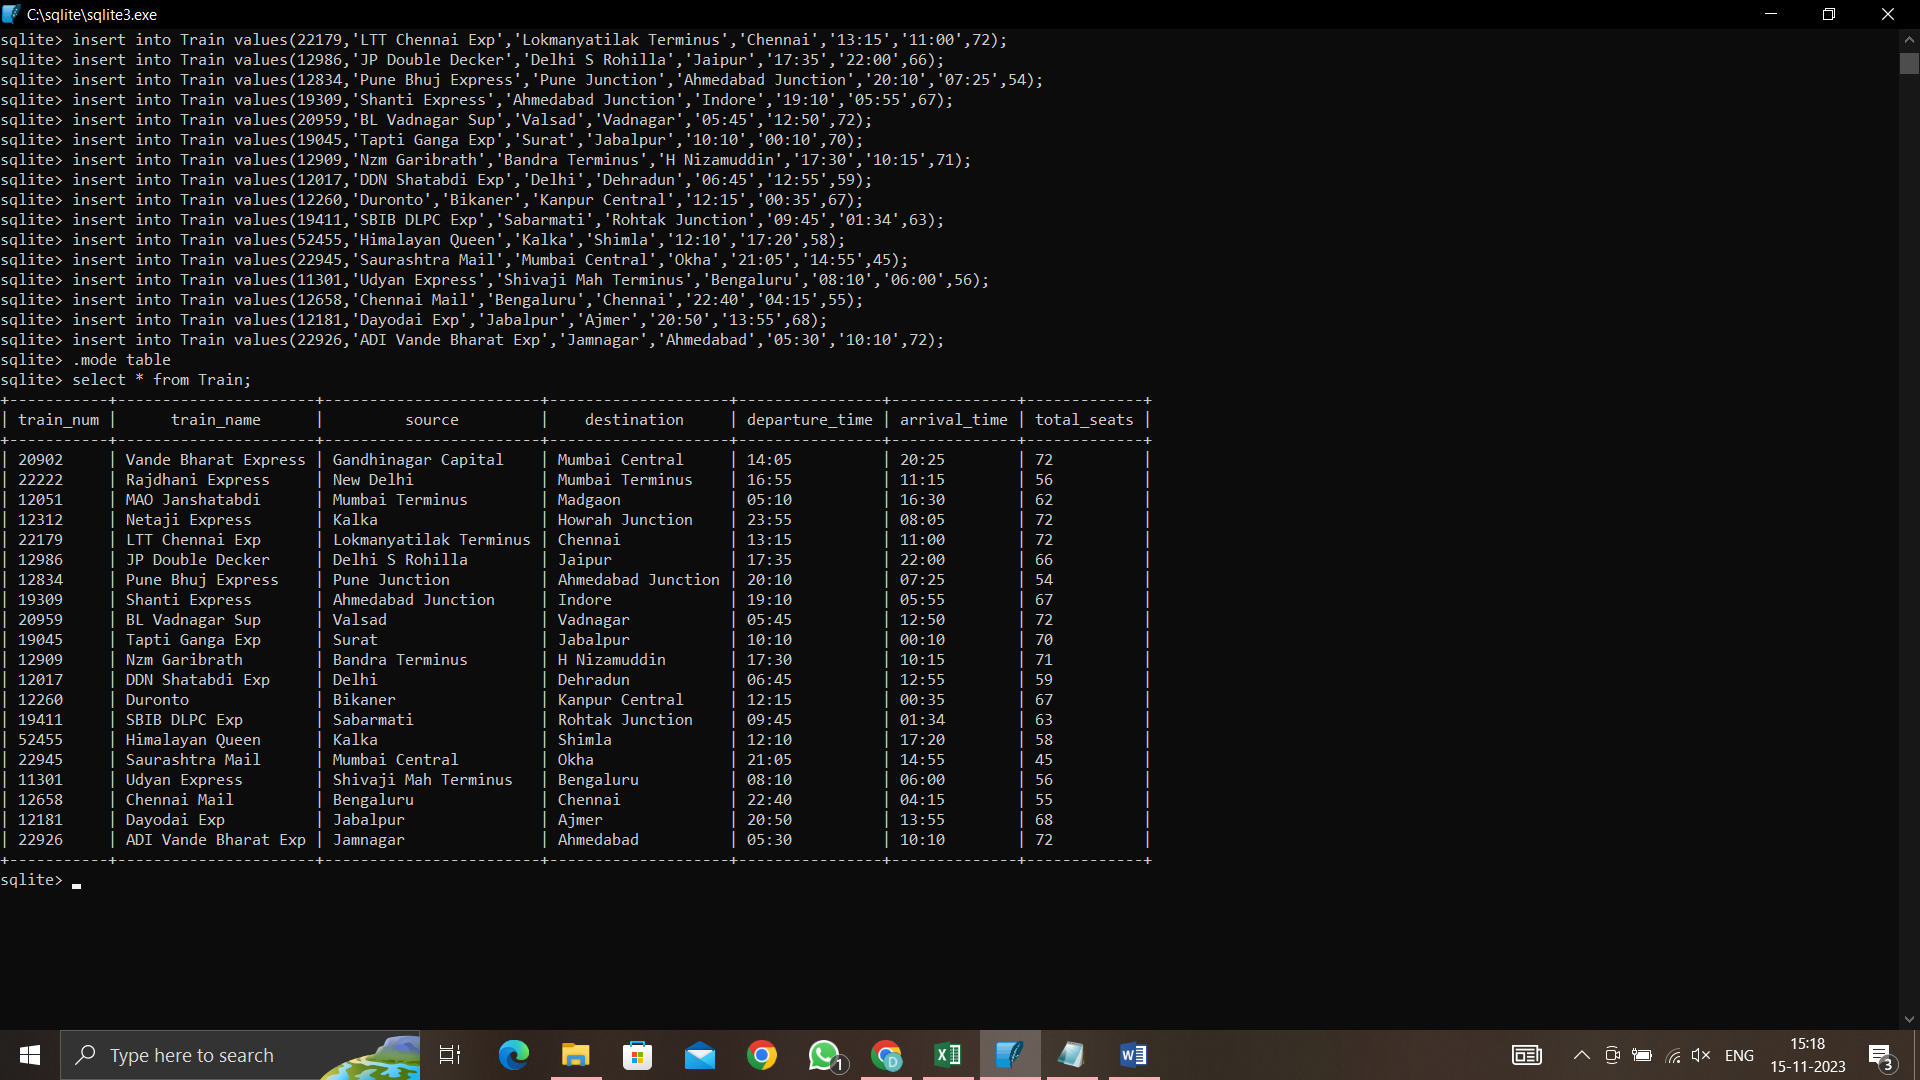 C:\sqlite\sqlite3.exe
sqlite> insert into Train values(22179,'LTT Chennai Exp','Lokmanyatilak Terminus','Chennai','13:15','11:00',72);
sqlite> insert into Train values(12986,'JP Double Decker','Delhi S Rohilla','Jaipur','17:35','22:00',66);
sqlite> insert into Train values(12834,'Pune Bhuj Express','Pune Junction','Ahmedabad Junction','20:10','07:25',54);
sqlite> insert into Train values(19309,'Shanti Express','Ahmedabad Junction','Indore','19:10','05:55',67);
sqlite> insert into Train values(20959,'BL Vadnagar Sup','Valsad','Vadnagar','05:45','12:50',72);
sqlite> insert into Train values(19045,'Tapti Ganga Exp','Surat','Jabalpur','10:10','00:10',70);
sqlite> insert into Train values(12909,'Nzm Garibrath','Bandra Terminus','H Nizamuddin','17:30','10:15',71);
sqlite> insert into Train values(12017,'DDN Shatabdi Exp','Delhi','Dehradun','06:45','12:55',59);
sqlite> insert into Train values(12260,'Duronto','Bikaner','Kanpur Central','12:15','00:35',67);
sqlite> insert into Train values(19411,'SBIB DLPC Exp','Sabarmati','Rohtak Junction','09:45','01:34',63);
sqlite> insert into Train values(52455,'Himalayan Queen','Kalka','Shimla','12:10','17:20',58);
sqlite> insert into Train values(22945,'Saurashtra Mail','Mumbai Central','Okha','21:05','14:55',45);
sqlite> insert into Train values(11301,'Udyan Express','Shivaji Mah Terminus','Bengaluru','08:10','06:00',56);
sqlite> insert into Train values(12658,'Chennai Mail','Bengaluru','Chennai','22:40','04:15',55);
sqlite> insert into Train values(12181,'Dayodai Exp','Jabalpur','Ajmer','20:50','13:55',68);
sqlite> insert into Train values(22926,'ADI Vande Bharat Exp','Jamnagar','Ahmedabad','05:30','10:10',72);
sqlite> .mode table
sqlite> select * from Train;
+-----------+----------------------+------------------------+--------------------+----------------+--------------+-------------+
| train_num |      train_name      |         source         |    destination     | departure_time | arrival_time | total_seats |
+-----------+----------------------+------------------------+--------------------+----------------+--------------+-------------+
| 20902     | Vande Bharat Express | Gandhinagar Capital    | Mumbai Central     | 14:05          | 20:25        | 72          |
| 22222     | Rajdhani Express     | New Delhi              | Mumbai Terminus    | 16:55          | 11:15        | 56          |
| 12051     | MAO Janshatabdi      | Mumbai Terminus        | Madgaon            | 05:10          | 16:30        | 62          |
| 12312     | Netaji Express       | Kalka                  | Howrah Junction    | 23:55          | 08:05        | 72          |
| 22179     | LTT Chennai Exp      | Lokmanyatilak Terminus | Chennai            | 13:15          | 11:00        | 72          |
| 12986     | JP Double Decker     | Delhi S Rohilla        | Jaipur             | 17:35          | 22:00        | 66          |
| 12834     | Pune Bhuj Express    | Pune Junction          | Ahmedabad Junction | 20:10          | 07:25        | 54          |
| 19309     | Shanti Express       | Ahmedabad Junction     | Indore             | 19:10          | 05:55        | 67          |
| 20959     | BL Vadnagar Sup      | Valsad                 | Vadnagar           | 05:45          | 12:50        | 72          |
| 19045     | Tapti Ganga Exp      | Surat                  | Jabalpur           | 10:10          | 00:10        | 70          |
| 12909     | Nzm Garibrath        | Bandra Terminus        | H Nizamuddin       | 17:30          | 10:15        | 71          |
| 12017     | DDN Shatabdi Exp     | Delhi                  | Dehradun           | 06:45          | 12:55        | 59          |
| 12260     | Duronto              | Bikaner                | Kanpur Central     | 12:15          | 00:35        | 67          |
| 19411     | SBIB DLPC Exp        | Sabarmati              | Rohtak Junction    | 09:45          | 01:34        | 63          |
| 52455     | Himalayan Queen      | Kalka                  | Shimla             | 12:10          | 17:20        | 58          |
| 22945     | Saurashtra Mail      | Mumbai Central         | Okha               | 21:05          | 14:55        | 45          |
| 11301     | Udyan Express        | Shivaji Mah Terminus   | Bengaluru          | 08:10          | 06:00        | 56          |
| 12658     | Chennai Mail         | Bengaluru              | Chennai            | 22:40          | 04:15        | 55          |
| 12181     | Dayodai Exp          | Jabalpur               | Ajmer              | 20:50          | 13:55        | 68          |
| 22926     | ADI Vande Bharat Exp | Jamnagar               | Ahmedabad          | 05:30          | 10:10        | 72          |
+-----------+----------------------+------------------------+--------------------+----------------+--------------+-------------+
sqlite>
Type here to search
1
D
ENG
15:18
15-11-2023
3